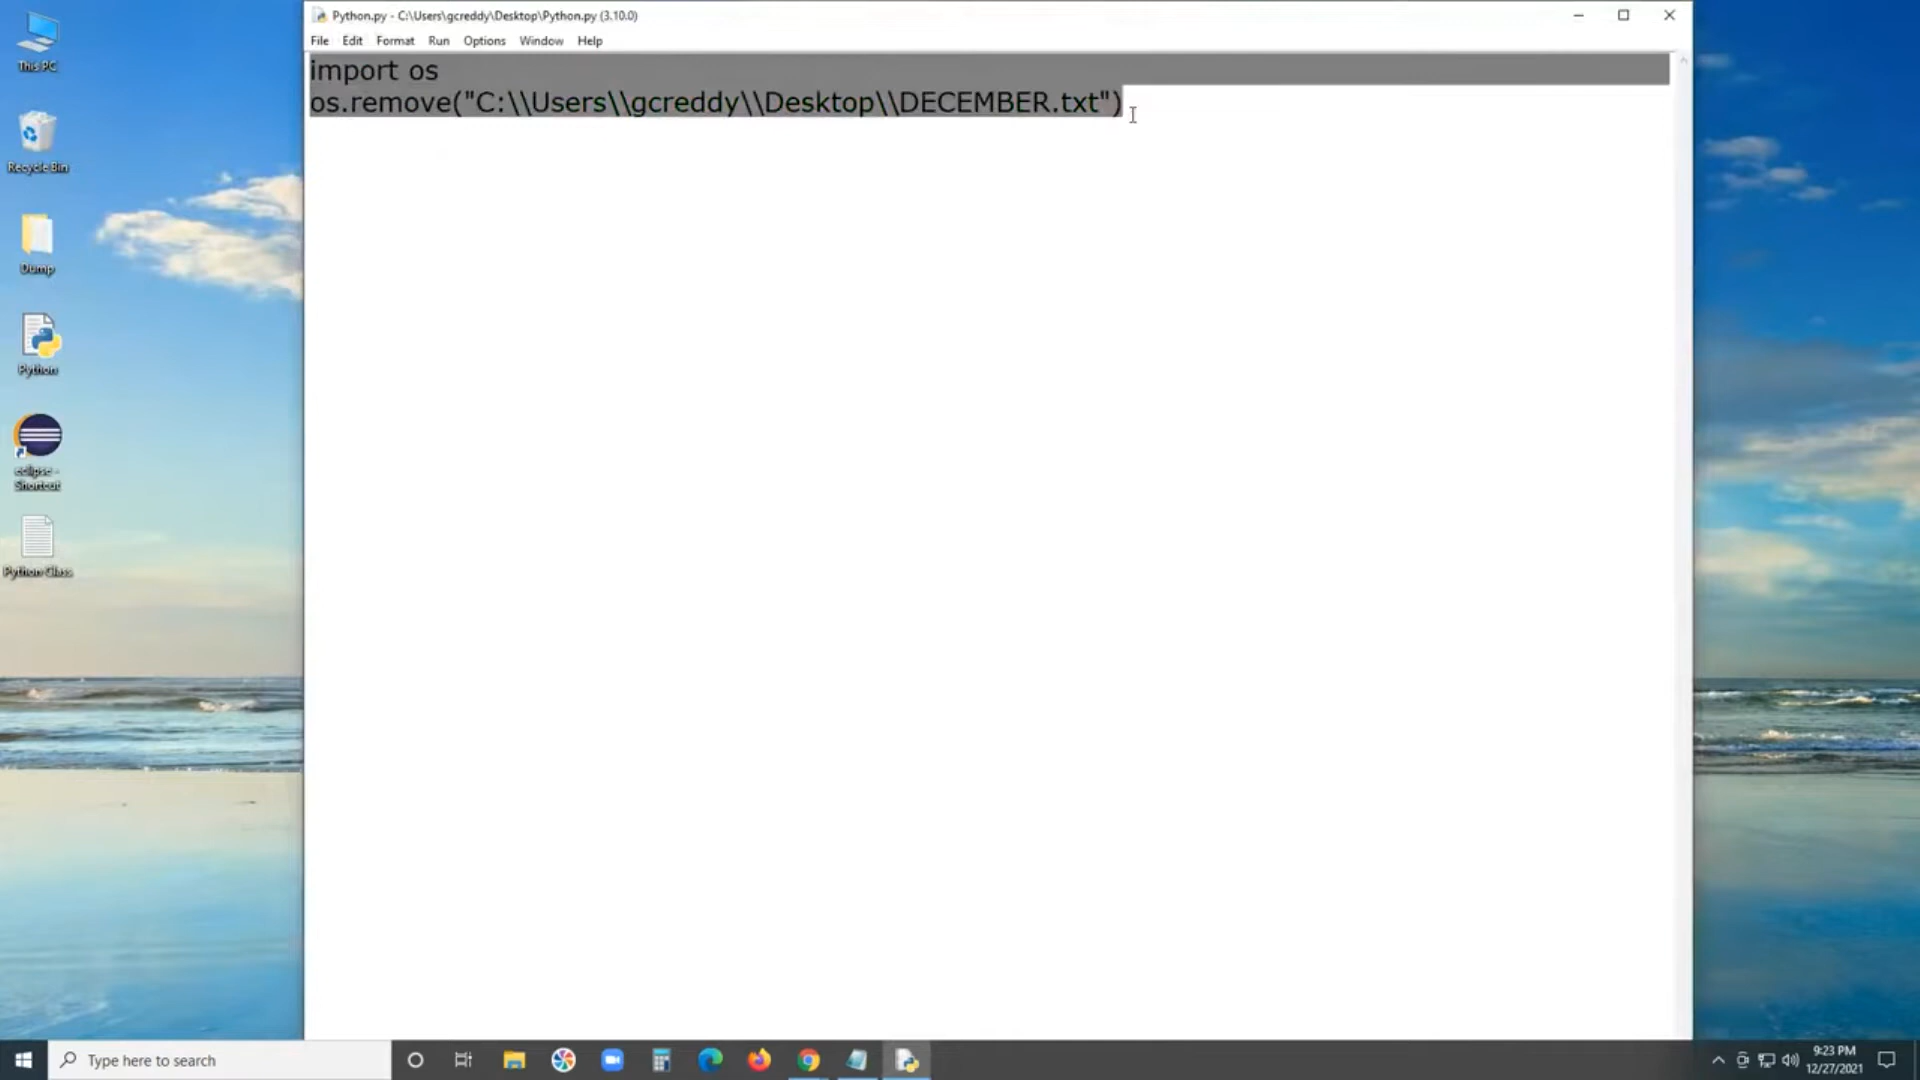 Python.py - C:\Users\gcreddy\Desktop\Python.py (3.10.0)
File Edit Format Run Options Window Help
import os
os.remove("C:\\Users\\gcreddy\\Desktop\\DECEMBER.txt")
This PC
Recycle Bin
Dump
Python
eclipse -
Shortcut
Python Class
Type here to search
9:23 PM
12/27/2021